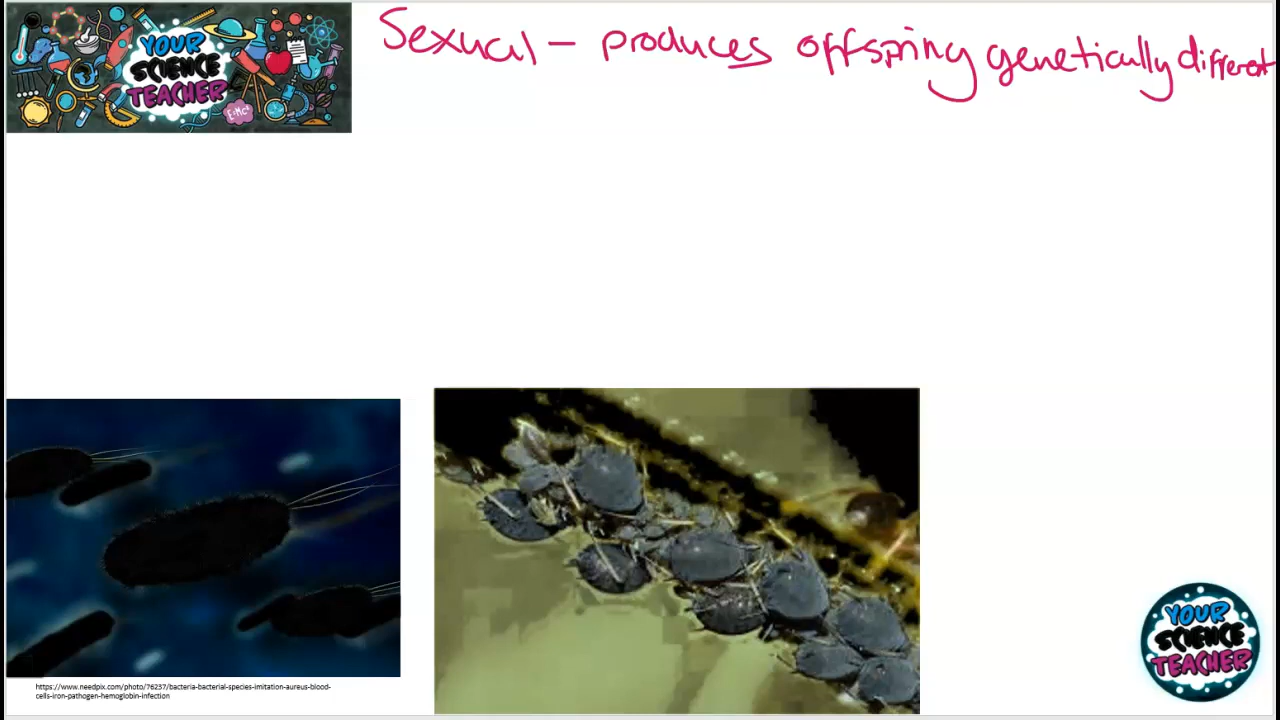 YOUR
SCIENCE
TEACHER
E=MC²
Sexual – produces offspring genetically different
https://www.needpix.com/photo/76237/bacteria-bacterial-species-imitation-aureus-blood-
cells-iron-pathogen-hemoglobin-infection
YOUR
SCIENCE
TEACHER